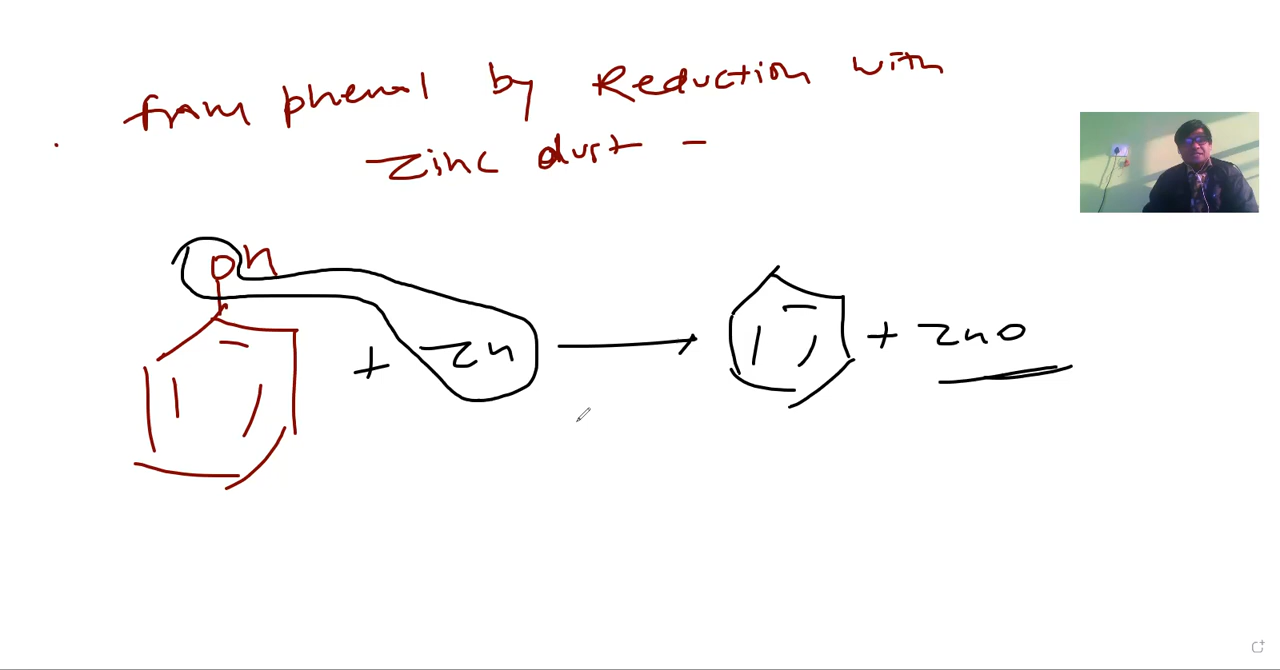 from phenol by Reduction with
Zinc dust -
OH
+ Zn → + ZnO